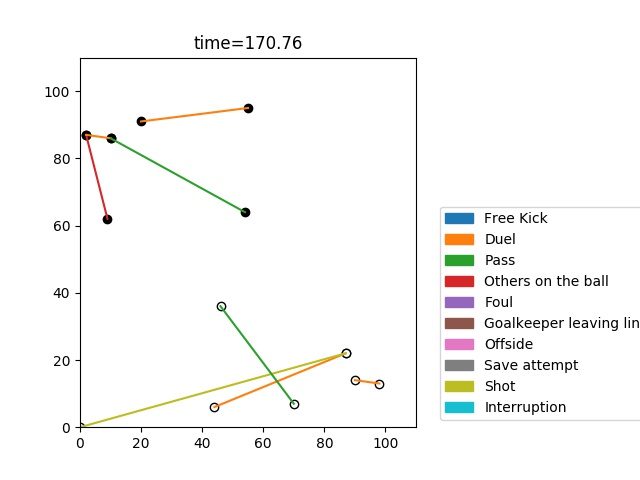 time=170.76
100
80
60
40
20
0
0 20 40 60 80 100
Free Kick
Duel
Pass
Others on the ball
Foul
Goalkeeper leaving lin
Offside
Save attempt
Shot
Interruption